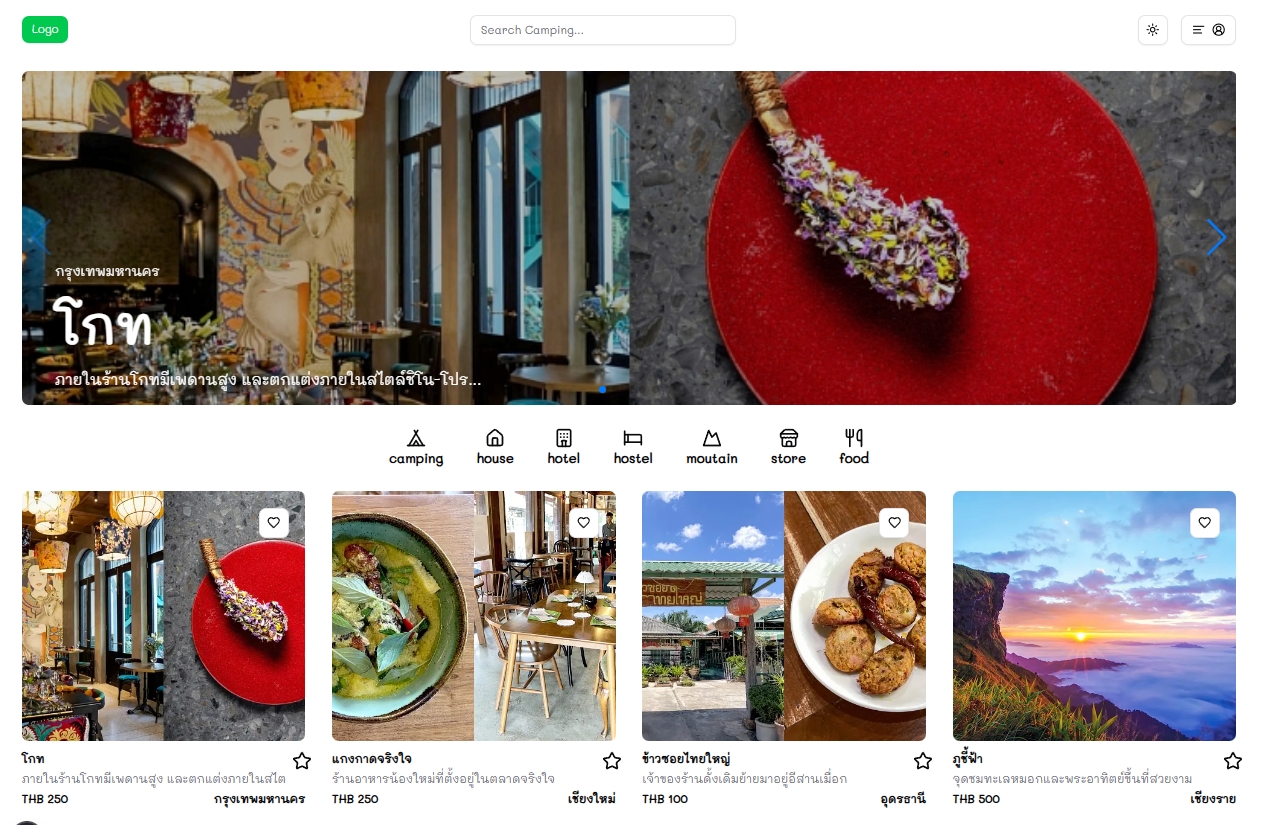 Logo
Search Camping...
กรุงเทพมหานคร
โกท
ภายในร้านโกทมีเพดานสูง และตกแต่งภายในสไตล์ชิโน-โปร...
camping house hotel hostel moutain store food
ทยใหญ่
โกท แกงกาดจริงใจ ข้าวซอยไทยใหญ่ ภูชี้ฟ้า
ภายในร้านโกทมีเพดานสูง และตกแต่งภายในสไต ร้านอาหารน้องใหม่ที่ตั้งอยู่ในตลาดจริงใจ เจ้าของร้านดั้งเดิมย้ายมาอยู่อีสานเมื่อก จุดชมทะเลหมอกและพระอาทิตย์ขึ้นที่สวยงาม
THB 250 กรุงเทพมหานคร THB 250 เชียงใหม่ THB 100 อุดรธานี THB 500 เชียงราย